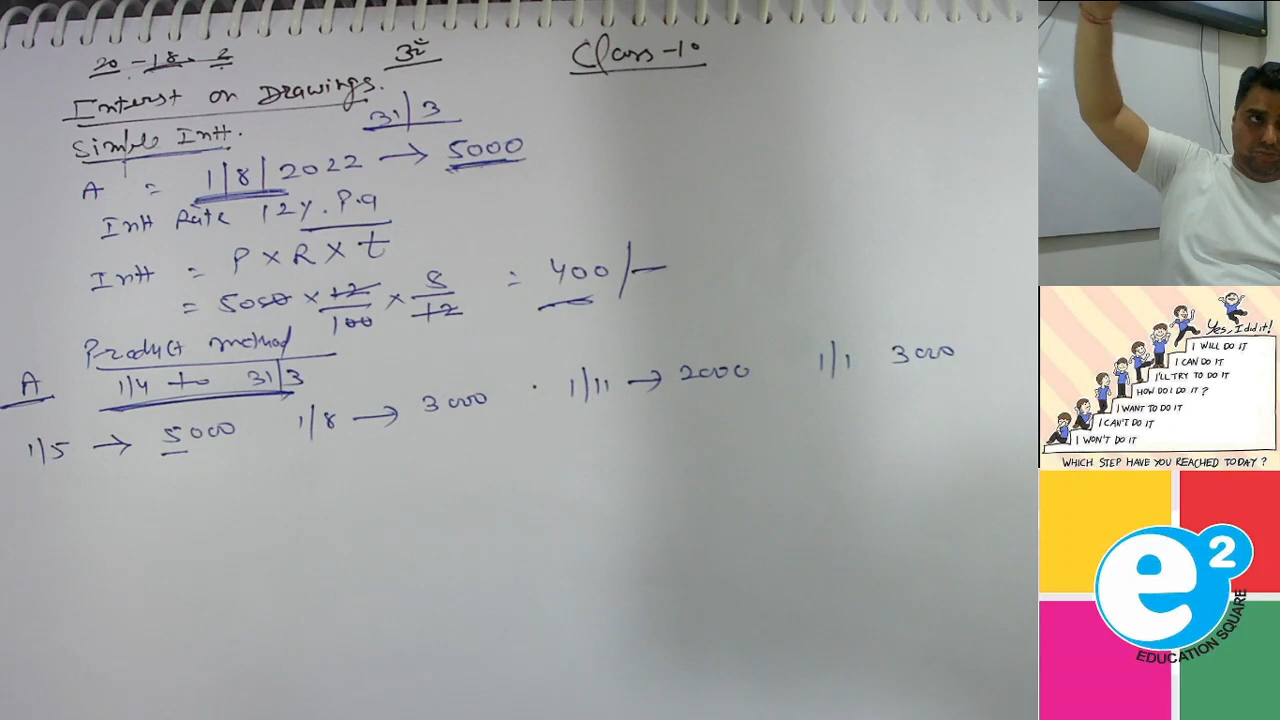 Class-10
20 - 18 - 2
Interst on Drawings.
31/3
Simple Intt.
A = 1/8/2022 → 5000
Intt Rate 12%. P.a
Intt = P × R × t
= 5000 × 12/100 × 8/12 = 400/-
Product method
A 1/4 to 31/3
1/5 → 5000 1/8 → 3000 . 1/11 → 2000 1/1 3000
Yes, I did it!
I WILL DO IT
I CAN DO IT
I'LL TRY TO DO IT
HOW DO I DO IT?
I WANT TO DO IT
I CAN'T DO IT
I WON'T DO IT
WHICH STEP HAVE YOU REACHED TODAY?
e2
EDUCATION SQUARE